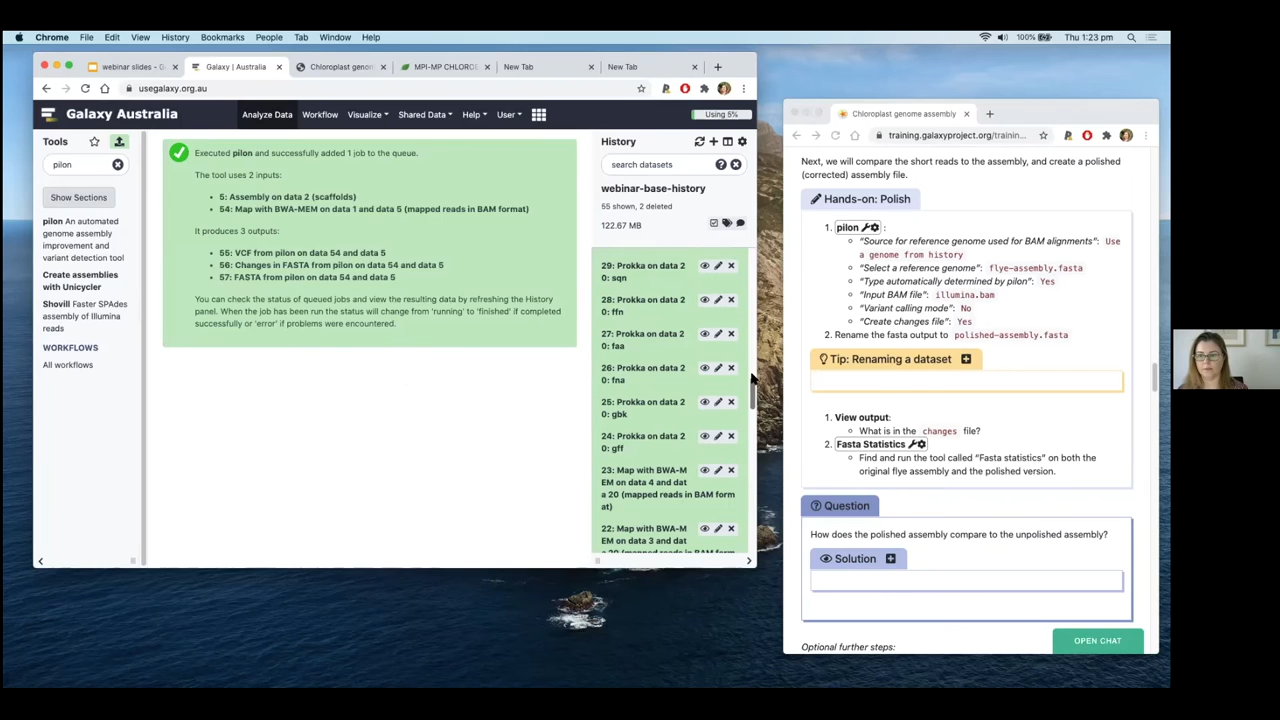 Chrome File Edit View History Bookmarks People Tab Window Help
100% Thu 1:23 pm
webinar slides - D
Galaxy | Australia
Chloroplast genom
MPI-MP CHLORO
New Tab
New Tab
usegalaxy.org.au
Galaxy Australia
Analyze Data Workflow Visualize Shared Data Help User
Using 5%
Tools
pilon
Show Sections
pilon An automated
genome assembly
improvement and
variant detection tool
Create assemblies
with Unicycler
Shovill Faster SPAdes
assembly of Illumina
reads
WORKFLOWS
All workflows
Executed pilon and successfully added 1 job to the queue.
The tool uses 2 inputs:
• 5: Assembly on data 2 (scaffolds)
• 54: Map with BWA-MEM on data 1 and data 5 (mapped reads in BAM format)
It produces 3 outputs:
• 55: VCF from pilon on data 54 and data 5
• 56: Changes in FASTA from pilon on data 54 and data 5
• 57: FASTA from pilon on data 54 and data 5
You can check the status of queued jobs and view the resulting data by refreshing the History
panel. When the job has been run the status will change from 'running' to 'finished' if completed
successfully or 'error' if problems were encountered.
History
search datasets
webinar-base-history
55 shown, 2 deleted
122.67 MB
29: Prokka on data 2
0: sqn
28: Prokka on data 2
0: ffn
27: Prokka on data 2
0: faa
26: Prokka on data 2
0: fna
25: Prokka on data 2
0: gbk
24: Prokka on data 2
0: gff
23: Map with BWA-M
EM on data 4 and dat
a 20 (mapped reads in BAM form
at)
22: Map with BWA-M
EM on data 3 and dat
a 20 (mapped reads in BAM form
Chloroplast genome assembly
training.galaxyproject.org/trainin...
Next, we will compare the short reads to the assembly, and create a polished
(corrected) assembly file.
Hands-on: Polish
1. pilon :
“Source for reference genome used for BAM alignments”: Use
a genome from history
“Select a reference genome”: flye-assembly.fasta
“Type automatically determined by pilon”: Yes
“Input BAM file”: illumina.bam
“Variant calling mode”: No
“Create changes file”: Yes
2. Rename the fasta output to polished-assembly.fasta
Tip: Renaming a dataset
1. View output:
What is in the changes file?
2. Fasta Statistics
Find and run the tool called “Fasta statistics” on both the
original flye assembly and the polished version.
Question
How does the polished assembly compare to the unpolished assembly?
Solution
Optional further steps:
OPEN CHAT